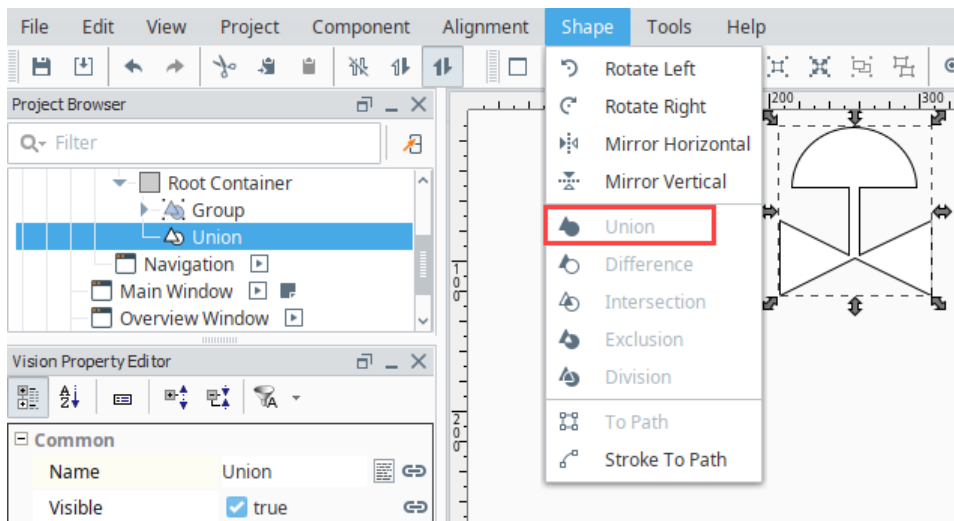 File Edit View Project Component Alignment Shape Tools Help
Project Browser
Filter
Root Container
Group
Union
Navigation
Main Window
Overview Window
Vision Property Editor
Common
Name Union
Visible true
Rotate Left
Rotate Right
Mirror Horizontal
Mirror Vertical
Union
Difference
Intersection
Exclusion
Division
To Path
Stroke To Path
200 300
100
200